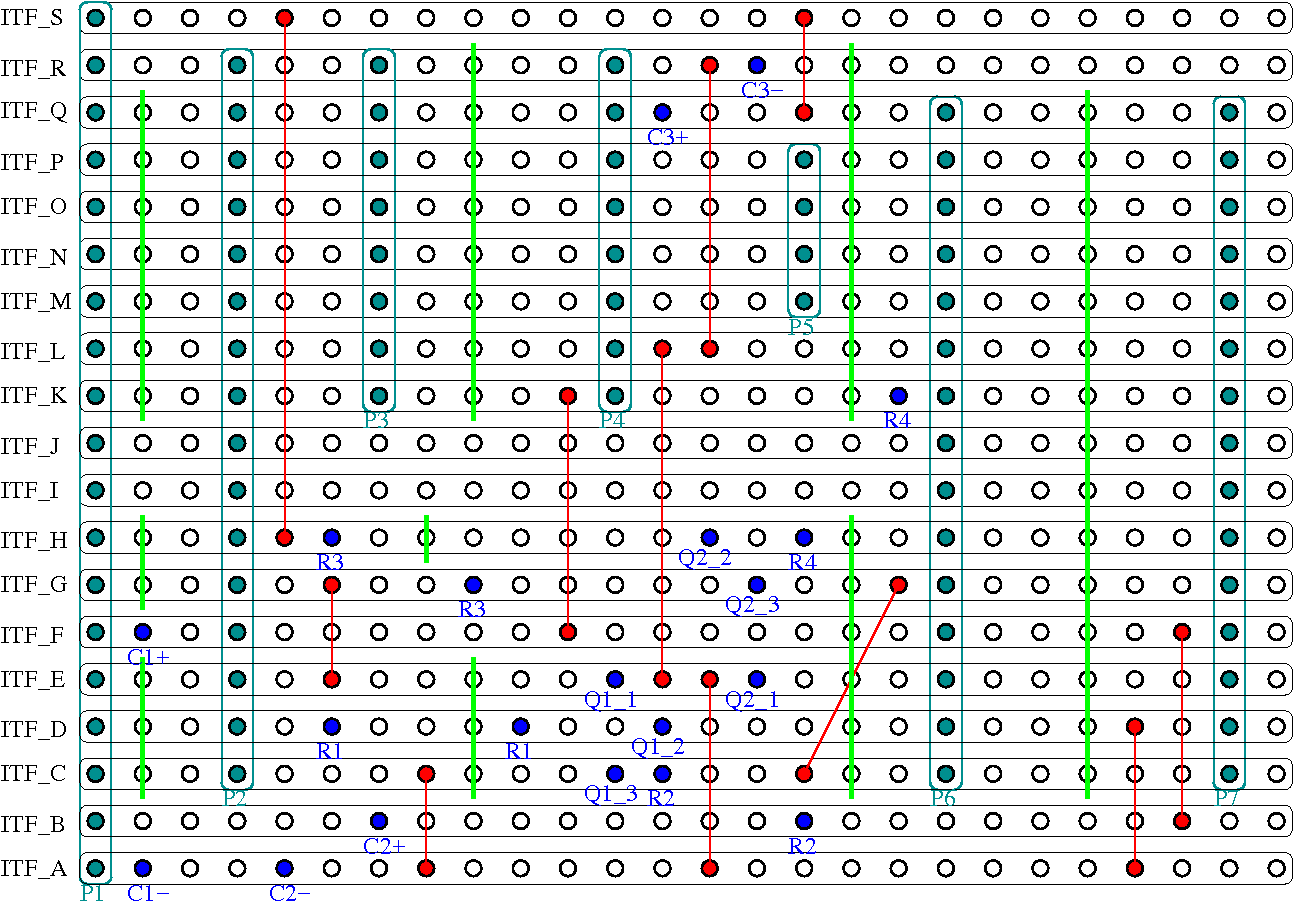 ITF_S
ITF_R
C3−
ITF_Q
C3+
ITF_P
ITF_O
ITF_N
ITF_M
P5
ITF_L
ITF_K
P3 P4 R4
ITF_J
ITF_I
ITF_H
R3 Q2_2 R4
ITF_G
R3 Q2_3
ITF_F
C1+
ITF_E
Q1_1 Q2_1
ITF_D
R1 R1 Q1_2
ITF_C
P2 Q1_3 R2 P6 P7
ITF_B
C2+ R2
ITF_A
P1 C1− C2−